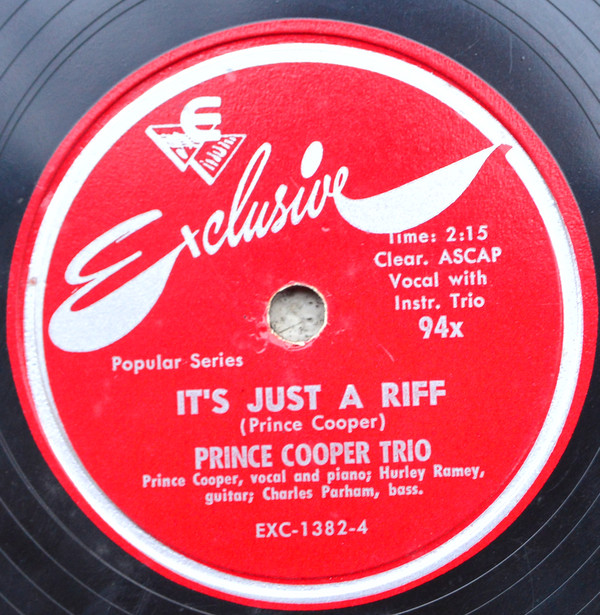 E
Exclusive
Time: 2:15
Clear. ASCAP
Vocal with
Instr. Trio
94x
Popular Series
IT'S JUST A RIFF
(Prince Cooper)
PRINCE COOPER TRIO
Prince Cooper, vocal and piano; Hurley Ramey,
guitar; Charles Parham, bass.
EXC-1382-4